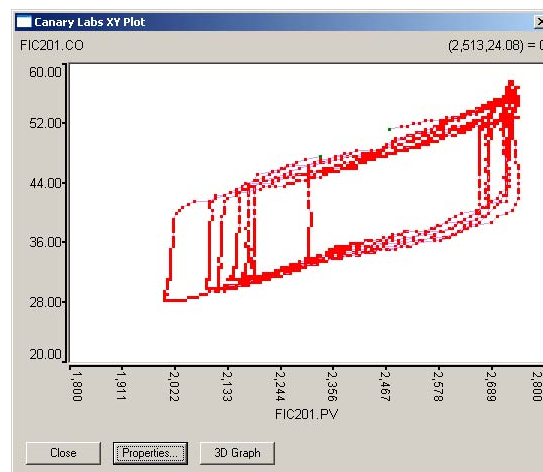 Canary Labs XY Plot
FIC201.CO
(2,513,24.08) = 0
60.00
52.00
44.00
36.00
28.00
20.00
1,800
1,911
2,022
2,133
2,244
2,356
2,467
2,578
2,689
2,800
FIC201.PV
Close
Properties...
3D Graph